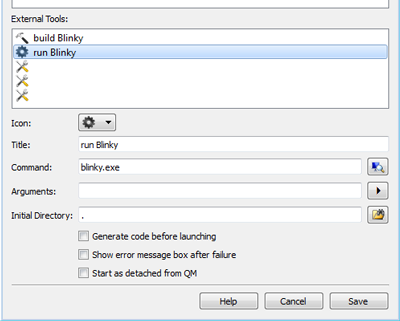 External Tools:
build Blinky
run Blinky
Icon:
Title: run Blinky
Command: blinky.exe
Arguments:
Initial Directory: .
Generate code before launching
Show error message box after failure
Start as detached from QM
Help Cancel Save